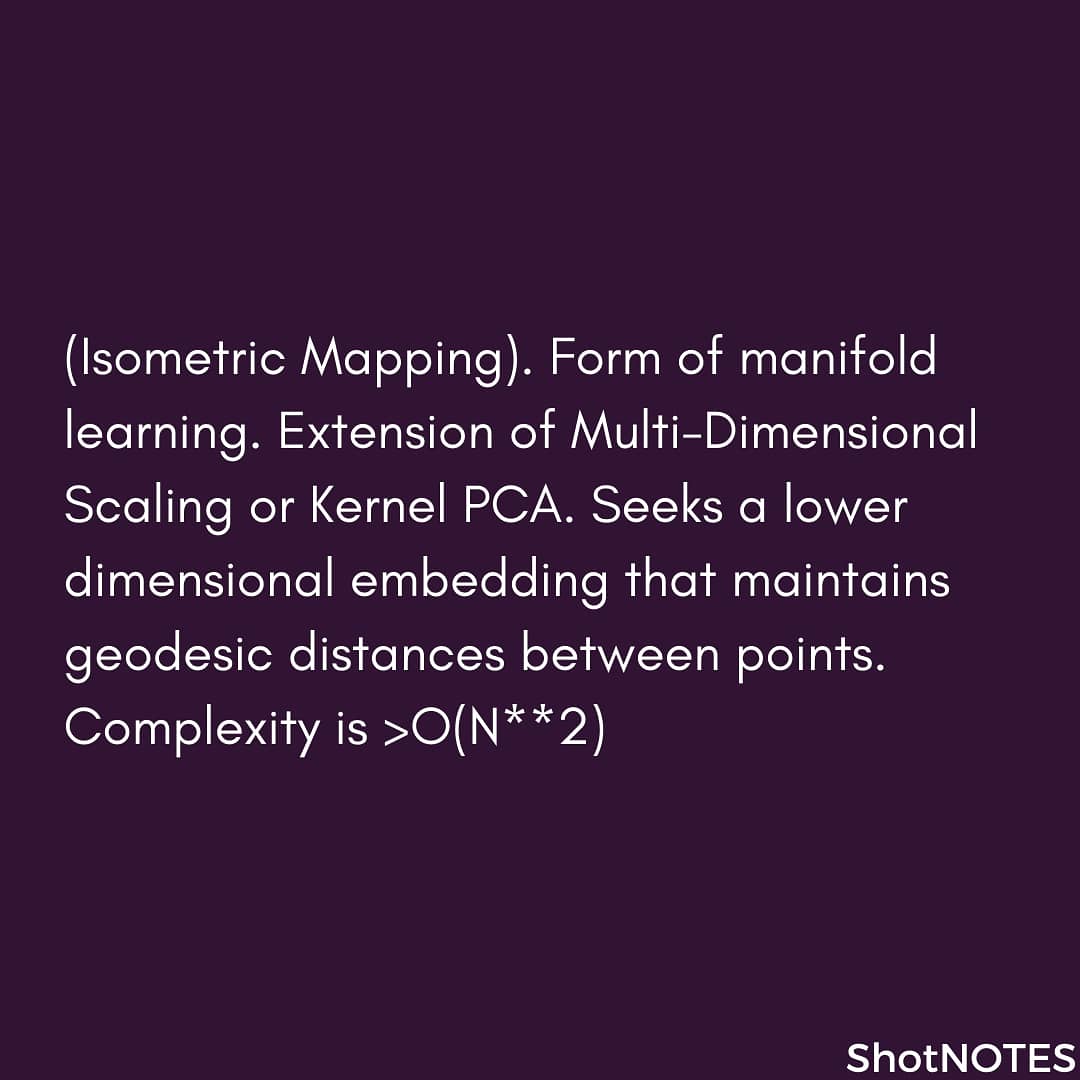 (Isometric Mapping). Form of manifold
learning. Extension of Multi-Dimensional
Scaling or Kernel PCA. Seeks a lower
dimensional embedding that maintains
geodesic distances between points.
Complexity is >O(N**2)
ShotNOTES